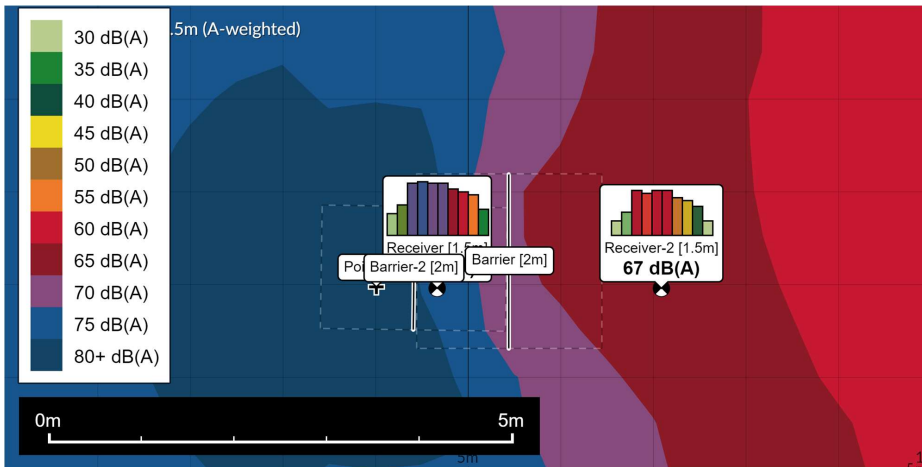 .5m (A-weighted)
30 dB(A)
35 dB(A)
40 dB(A)
45 dB(A)
50 dB(A)
55 dB(A)
60 dB(A)
65 dB(A)
70 dB(A)
75 dB(A)
80+ dB(A)
Receiver [1.5m]
Poi
Barrier-2 [2m]
Barrier [2m]
Receiver-2 [1.5m]
67 dB(A)
0m
5m
5m